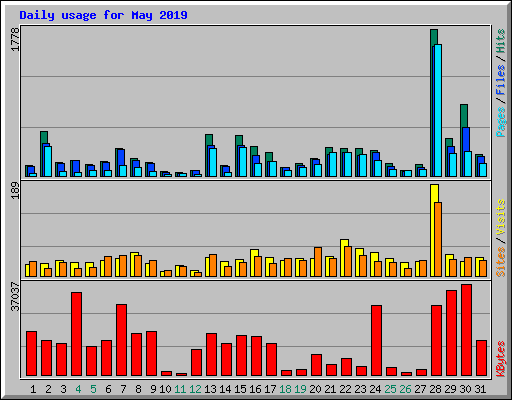 Daily usage for May 2019
1778
Pages / Files / Hits
189
Sites / Visits
37037
KBytes
1 2 3 4 5 6 7 8 9 10 11 12 13 14 15 16 17 18 19 20 21 22 23 24 25 26 27 28 29 30 31